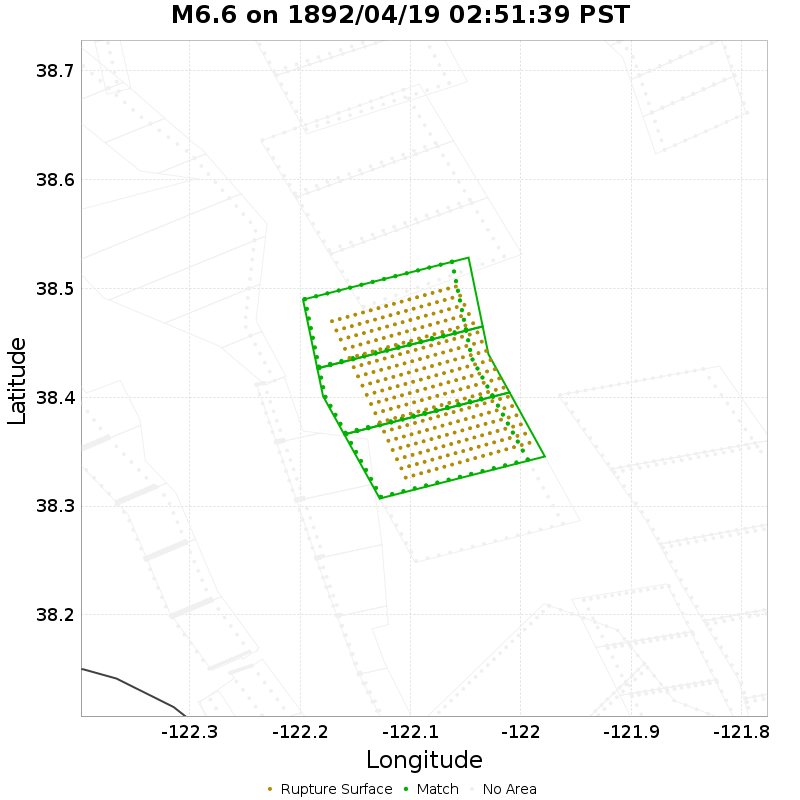 M6.6 on 1892/04/19 02:51:39 PST
38.7
38.6
38.5
38.4
38.3
38.2
Latitude
-122.3 -122.2 -122.1 -122 -121.9 -121.8
Longitude
Rupture Surface Match No Area